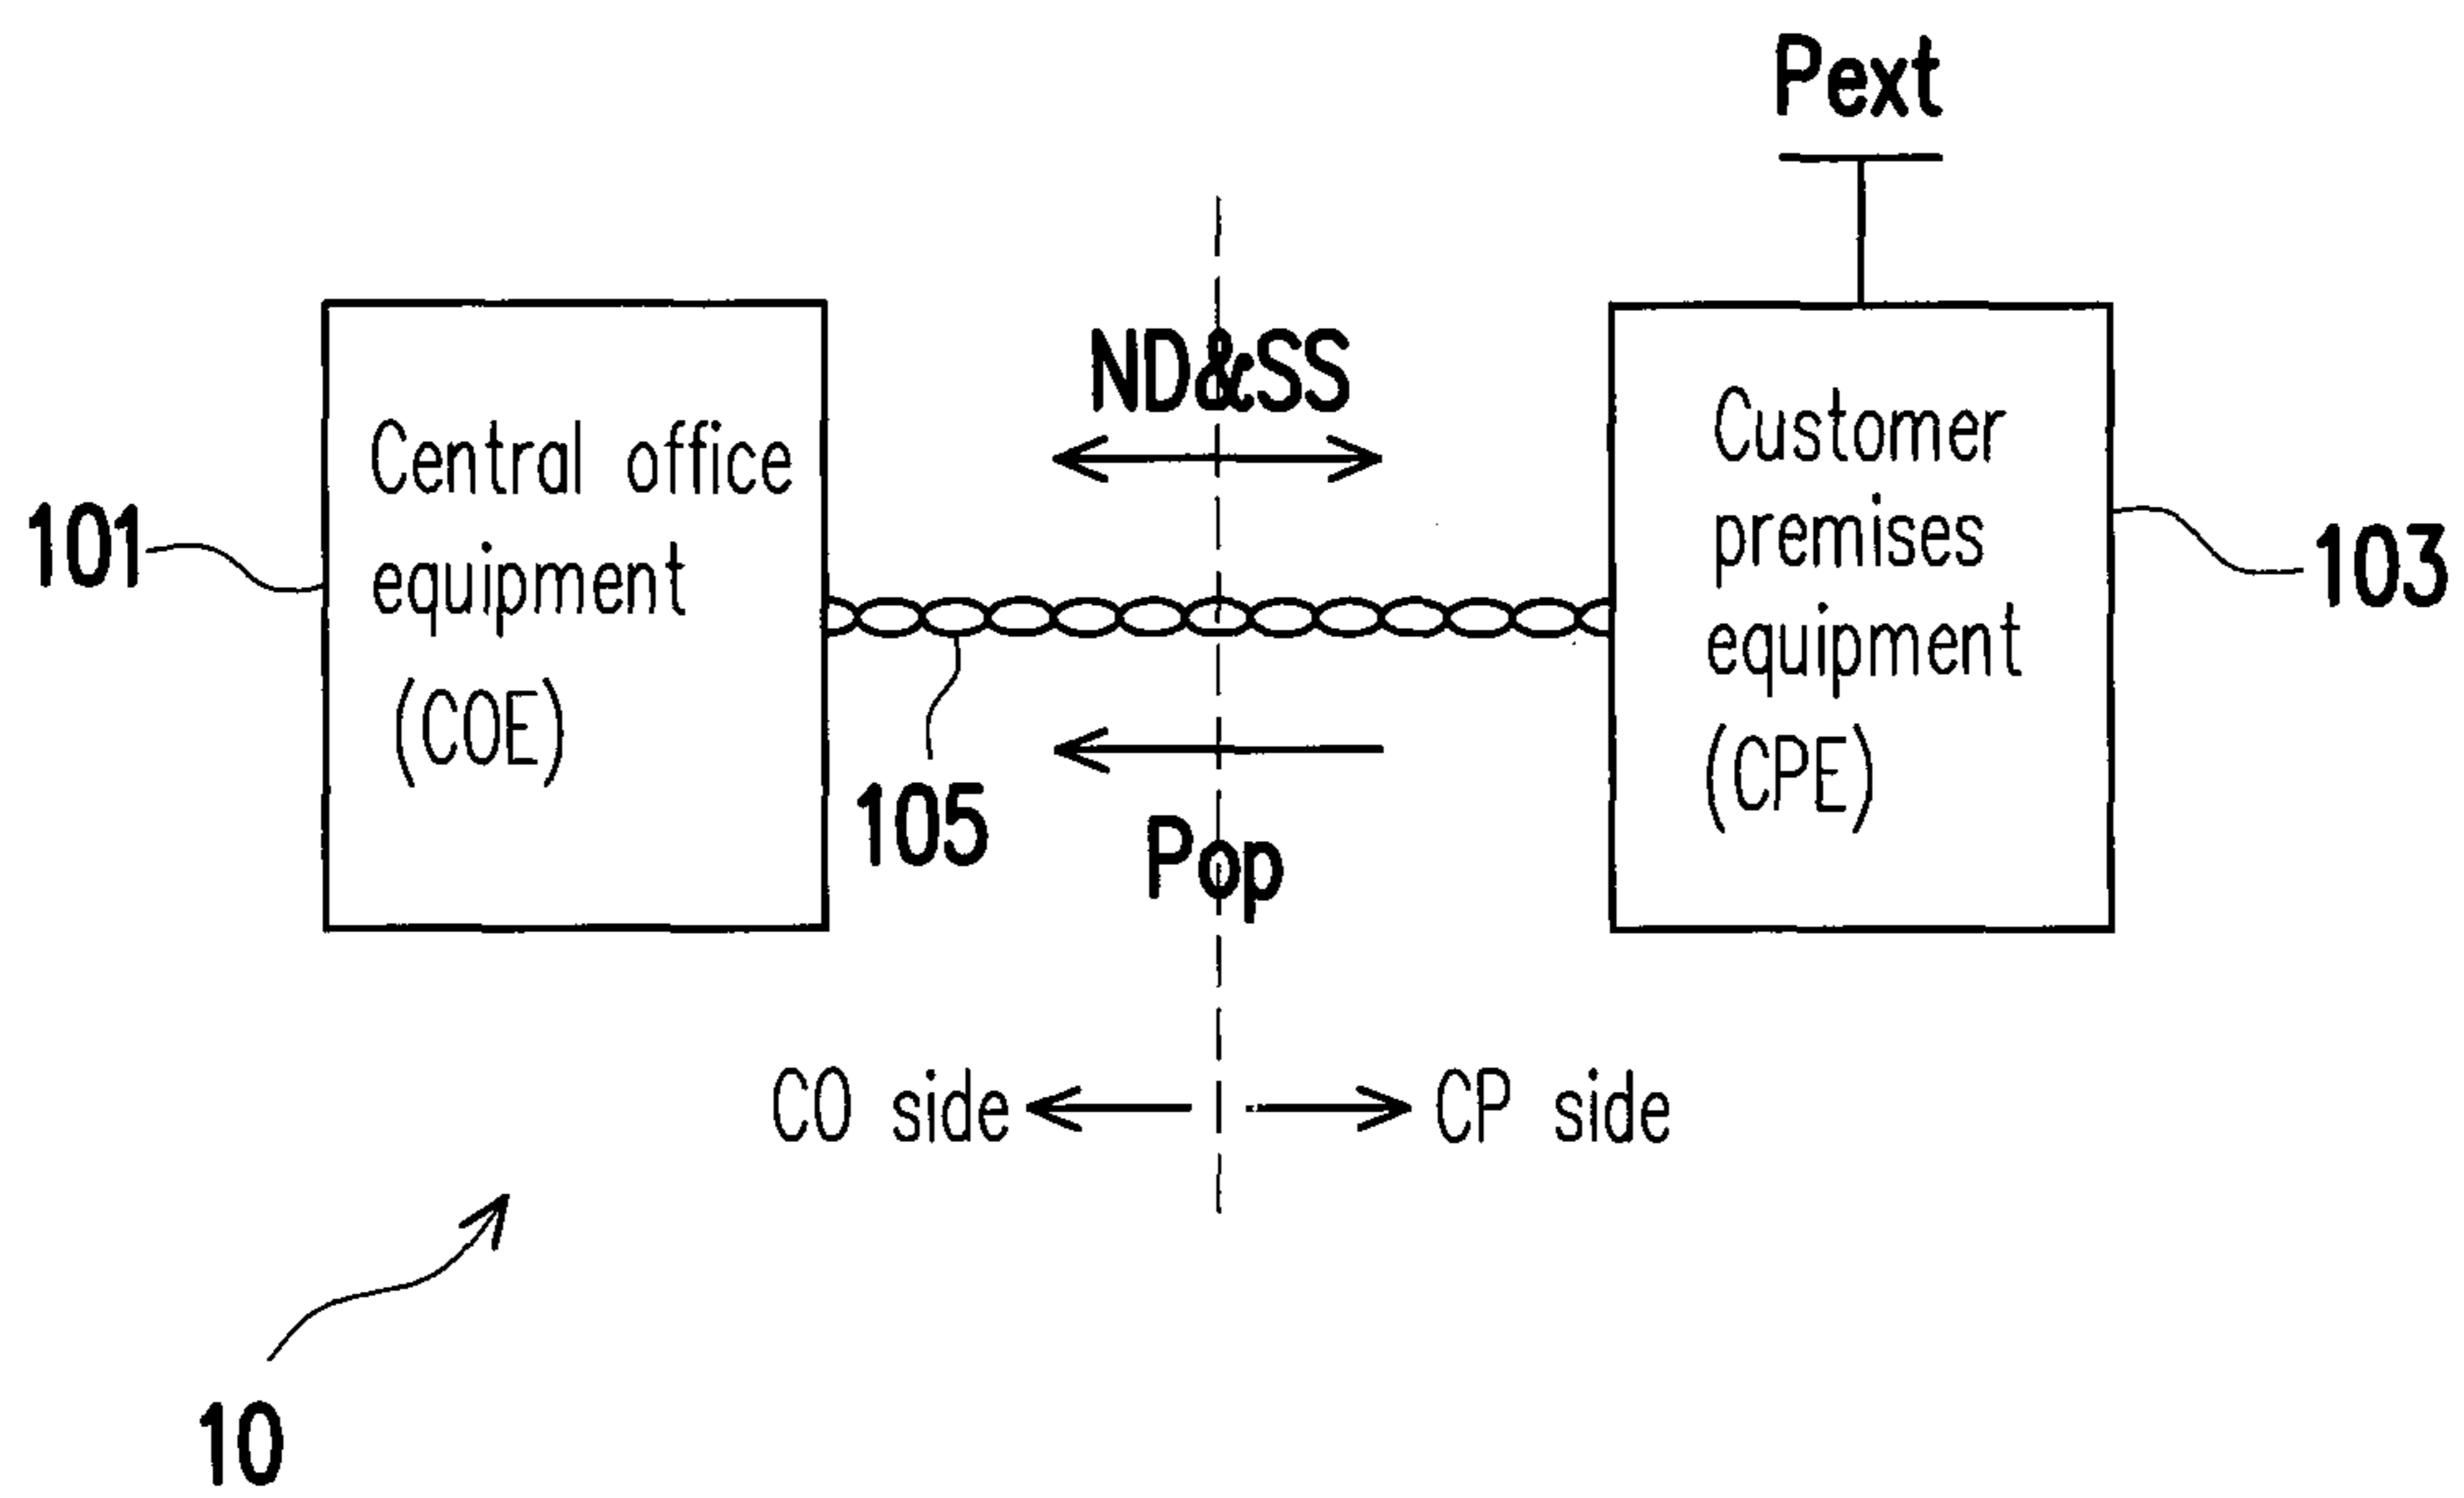 Pext
ND&SS
Central office
equipment
(COE)
101
Customer
premises
equipment
(CPE)
103
105
Pop
CO side
CP side
10